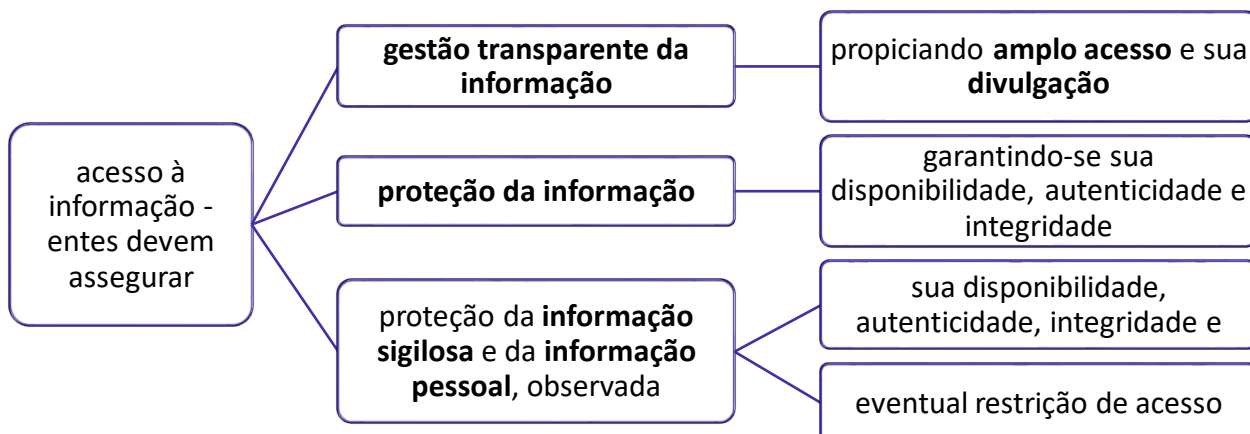 acesso à
informação -
entes devem
assegurar
gestão transparente da
informação
propiciando amplo acesso e sua
divulgação
proteção da informação
garantindo-se sua
disponibilidade, autenticidade e
integridade
proteção da informação
sigilosa e da informação
pessoal, observada
sua disponibilidade,
autenticidade, integridade e
eventual restrição de acesso